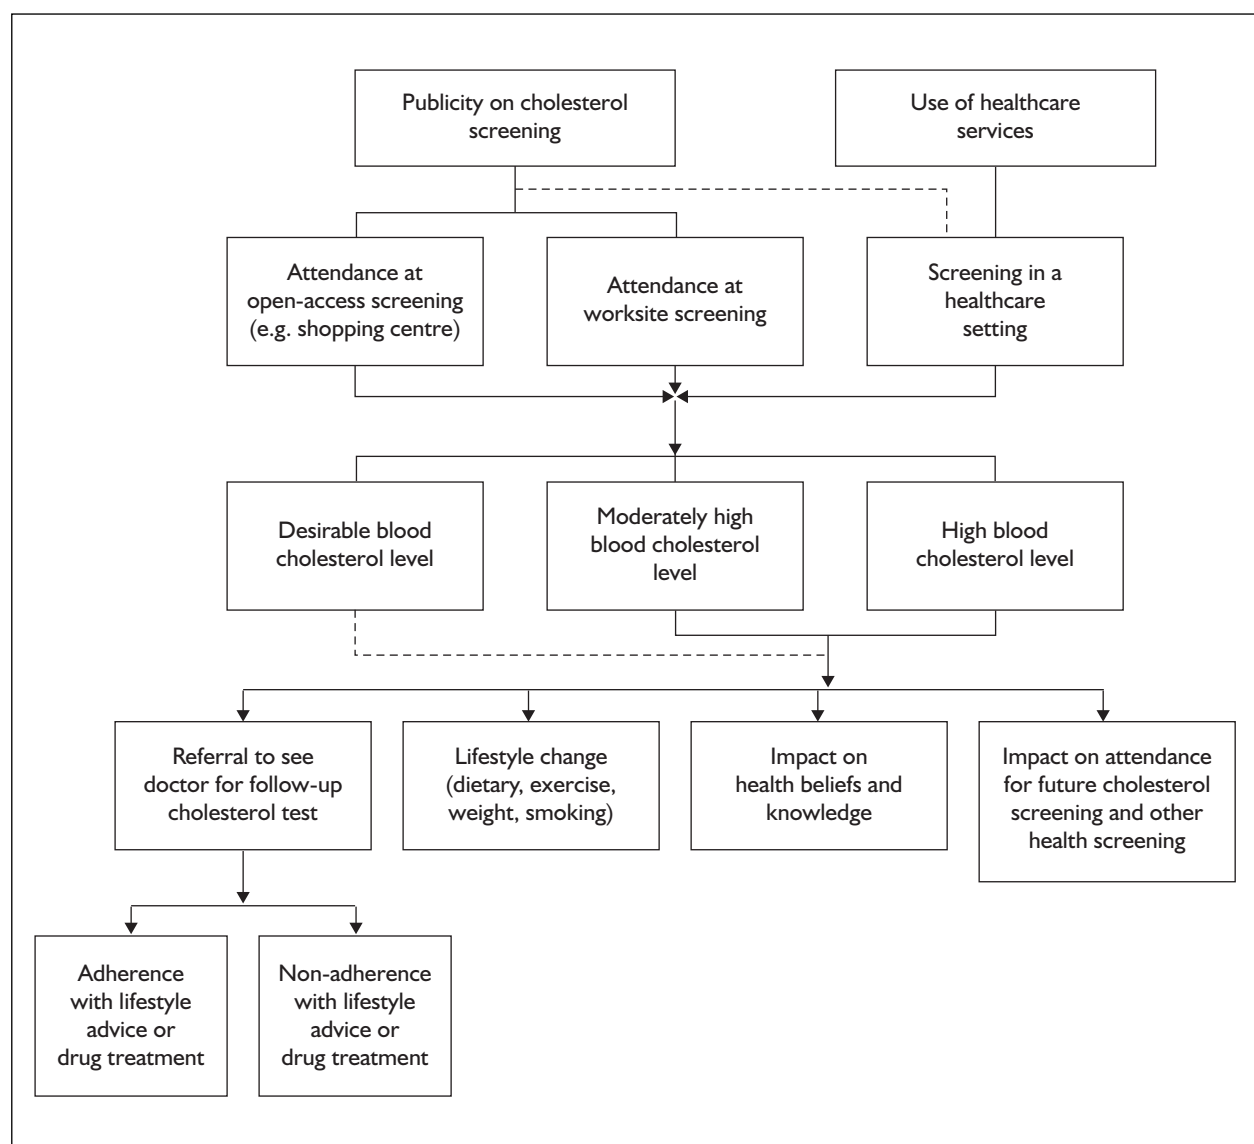 Publicity on cholesterol
screening
Use of healthcare
services
Attendance at
open-access screening
(e.g. shopping centre)
Attendance at
worksite screening
Screening in a
healthcare
setting
Desirable blood
cholesterol level
Moderately high
blood cholesterol
level
High blood
cholesterol level
Referral to see
doctor for follow-up
cholesterol test
Lifestyle change
(dietary, exercise,
weight, smoking)
Impact on
health beliefs and
knowledge
Impact on attendance
for future cholesterol
screening and other
health screening
Adherence
with lifestyle
advice or
drug treatment
Non-adherence
with lifestyle
advice or
drug treatment